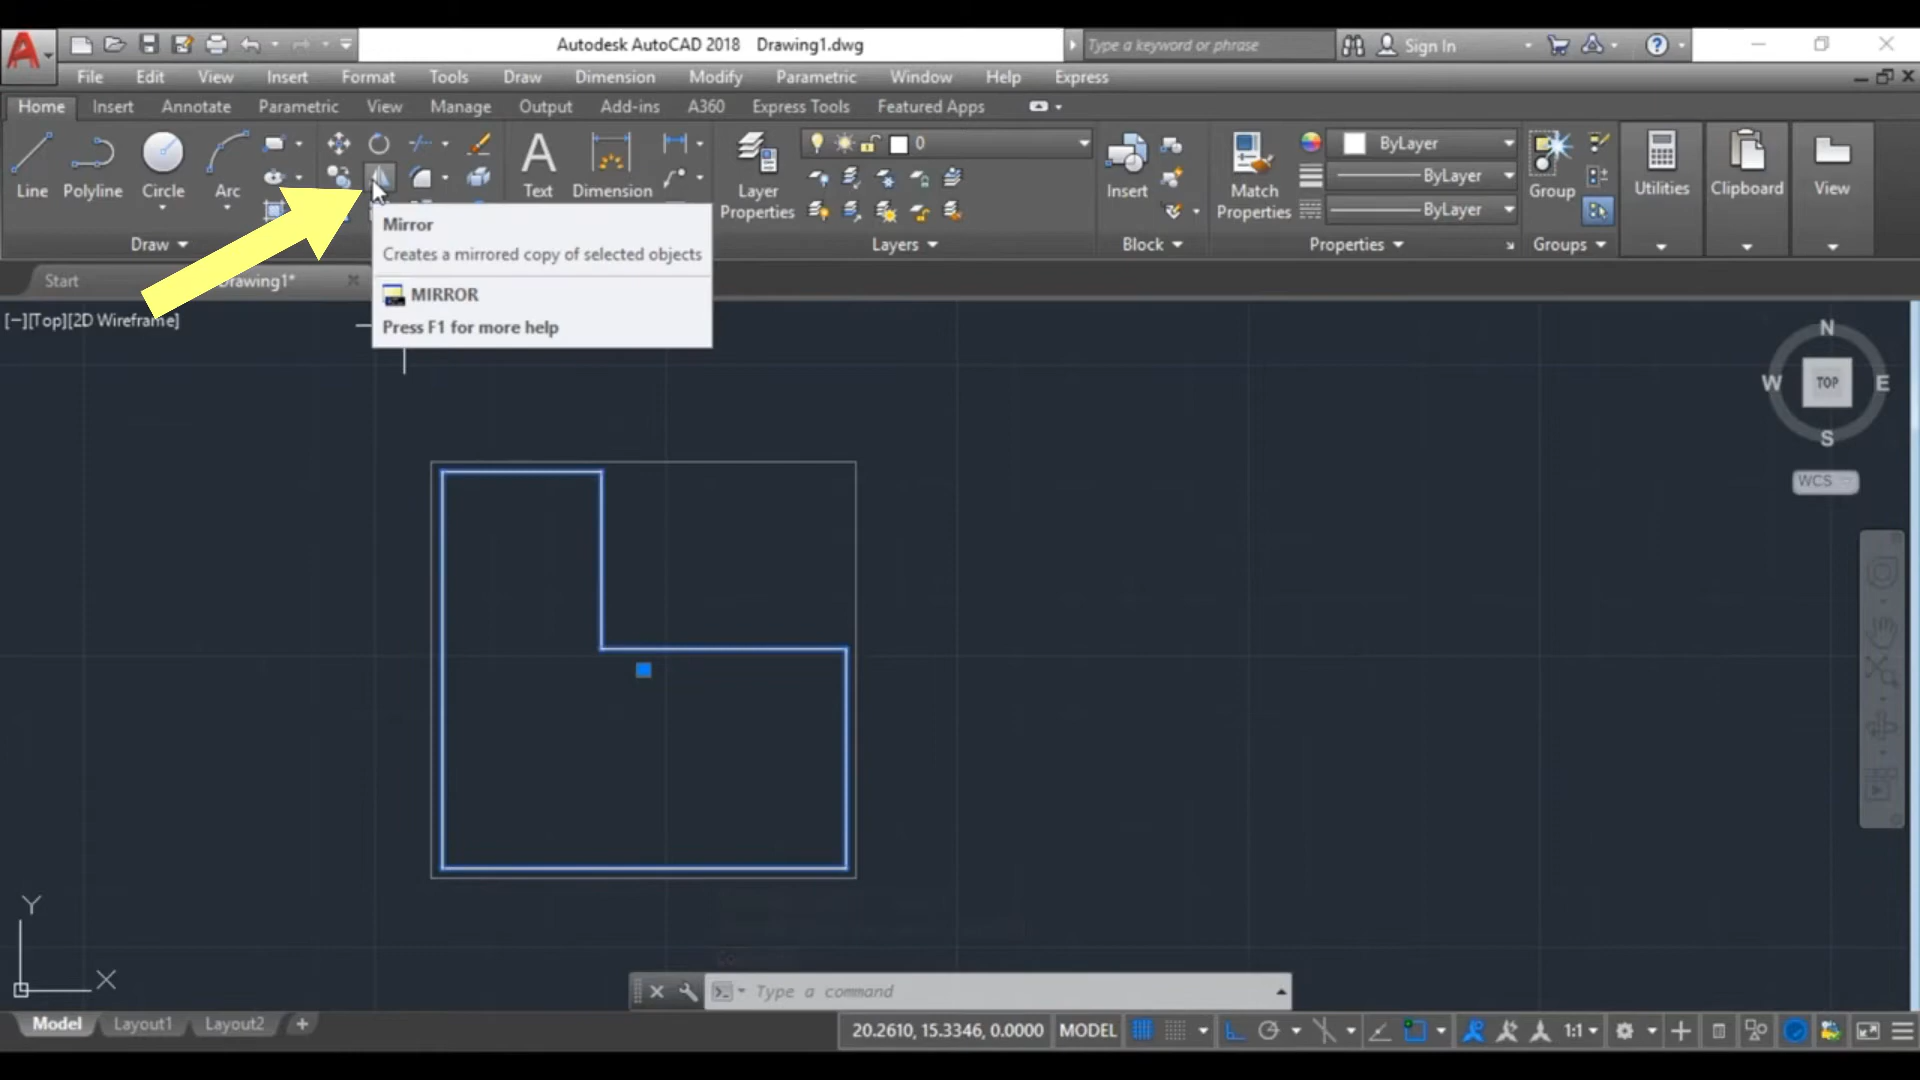 Autodesk AutoCAD 2018 Drawing1.dwg
Type a keyword or phrase
Sign In
File Edit View Insert Format Tools Draw Dimension Modify Parametric Window Help Express
Home Insert Annotate Parametric View Manage Output Add-ins A360 Express Tools Featured Apps
0
ByLayer
ByLayer
ByLayer
Line Polyline Circle Arc Text Dimension Layer Properties Insert Match Properties Group Utilities Clipboard View
Draw Layers Block Properties Groups
Mirror
Creates a mirrored copy of selected objects
MIRROR
Press F1 for more help
Start Drawing1*
[−][Top][2D Wireframe]
N
W TOP E
S
WCS
Y
X
Type a command
Model Layout1 Layout2 +
20.2610, 15.3346, 0.0000 MODEL 1:1